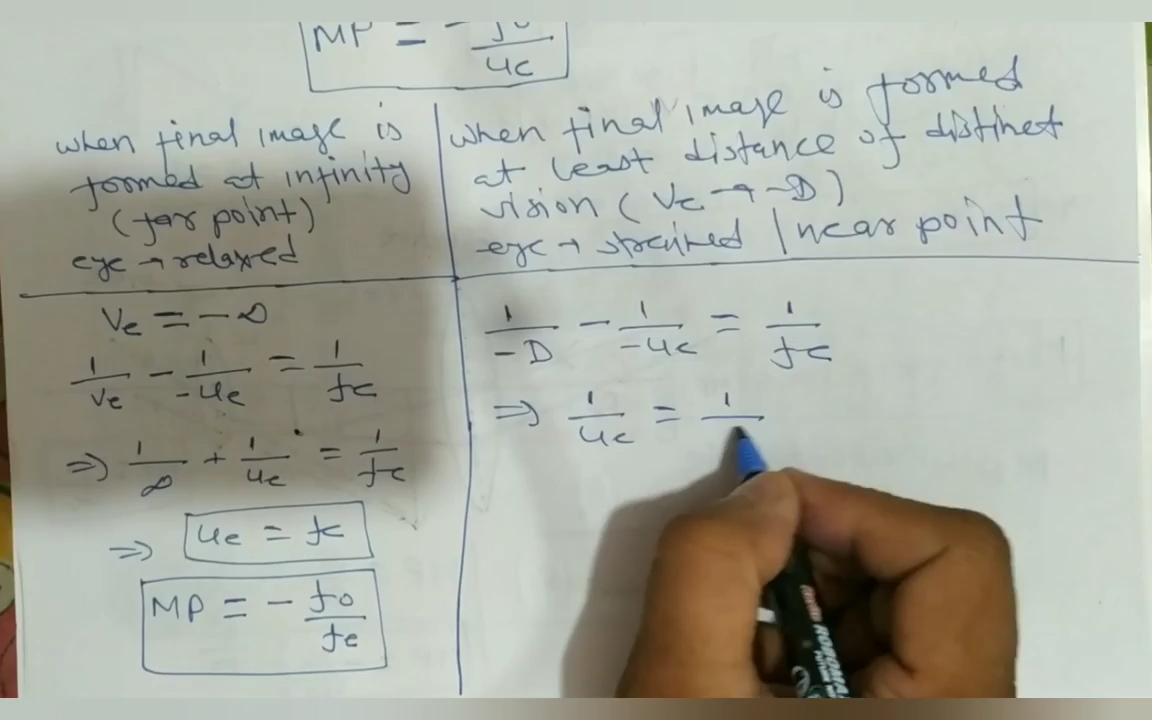 MP = - fo / ue
when final image is
formed at infinity
(far point)
eye → relaxed
Ve = -∞
1/Ve - 1/-ue = 1/fe
⇒ 1/∞ + 1/ue = 1/fe
⇒ ue = fe
MP = - fo/fe
when final image is formed
at least distance of distinct
vision (Ve → -D)
eye → strained / near point
1/-D - 1/-ue = 1/fe
⇒ 1/ue = 1/